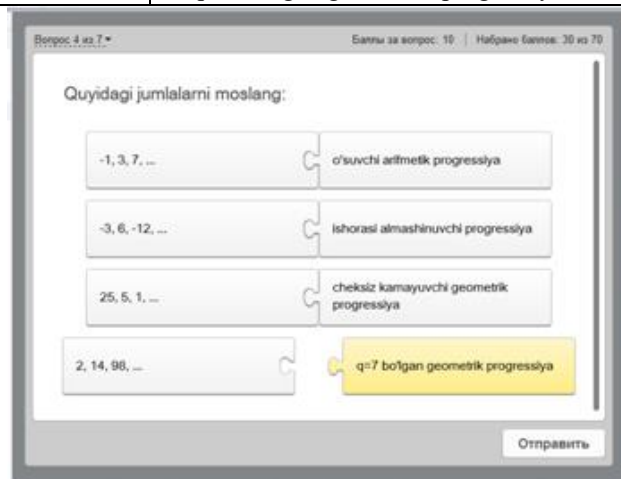 Вопрос 4 из 7
Баллы за вопрос: 10 | Набрано баллов: 30 из 70
Quyidagi jumlalarni moslang:
-1, 3, 7, ...
o'suvchi arifmetik progressiya
-3, 6, -12, ...
ishorasi almashinuvchi progressiya
25, 5, 1, ...
cheksiz kamayuvchi geometrik
progressiya
2, 14, 98, ...
q=7 bo'lgan geometrik progressiya
Отправить